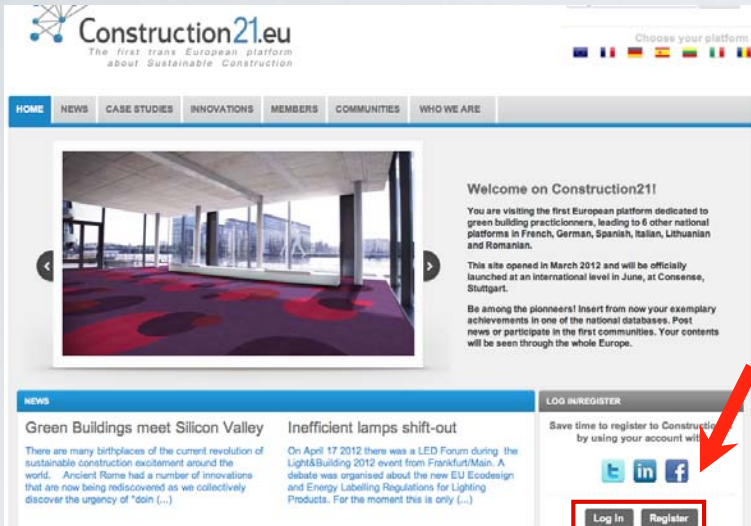 Construction21.eu
The first trans European platform
about Sustainable Construction
Choose your platform
HOME NEWS CASE STUDIES INNOVATIONS MEMBERS COMMUNITIES WHO WE ARE
Welcome on Construction21!
You are visiting the first European platform dedicated to
green building practicionners, leading to 6 other national
platforms in French, German, Spanish, Italian, Lithuanian
and Romanian.
This site opened in March 2012 and will be officially
launched at an international level in June, at Consense,
Stuttgart.
Be among the pionneers! Insert from now your exemplary
achievements in one of the national databases. Post
news or participate in the first communities. Your contents
will be seen through the whole Europe.
NEWS
Green Buildings meet Silicon Valley
There are many birthplaces of the current revolution of
sustainable construction excitement around the
world. Ancient Rome had a number of innovations
that are now being rediscovered as we collectively
discover the urgency of "doin (...)
Inefficient lamps shift-out
On April 17 2012 there was a LED Forum during the
Light&Building 2012 event from Frankfurt/Main. A
debate was organised about the new EU Ecodesign
and Energy Labelling Regulations for Lighting
Products. For the moment this is only (...)
LOG IN/REGISTER
Save time to register to
by using your account
Log In Register